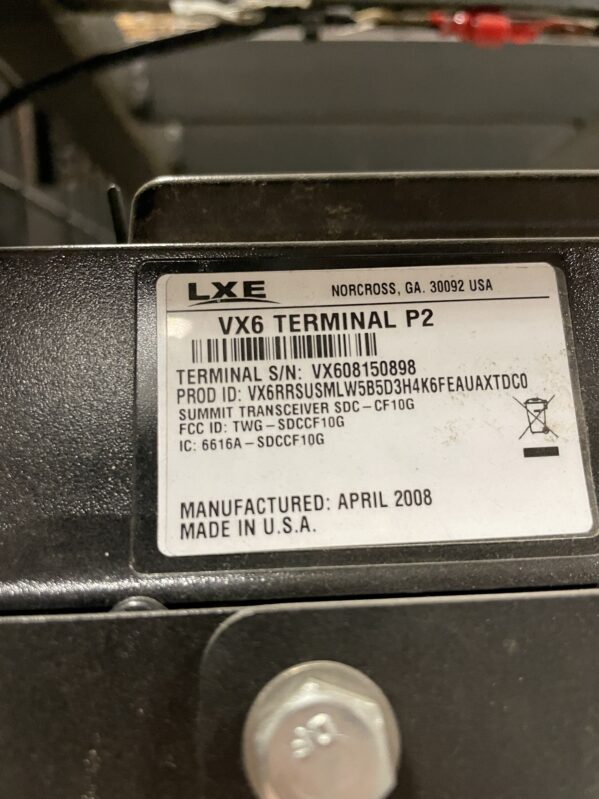 LXE
NORCROSS, GA. 30092 USA
VX6 TERMINAL P2
TERMINAL S/N: VX608150898
PROD ID: VX6RRSUSMLW5B5D3H4K6FEAUAXTDC0
SUMMIT TRANSCEIVER SDC-CF10G
FCC ID: TWG-SDCCF10G
IC: 6616A-SDCCF10G
MANUFACTURED: APRIL 2008
MADE IN U.S.A.